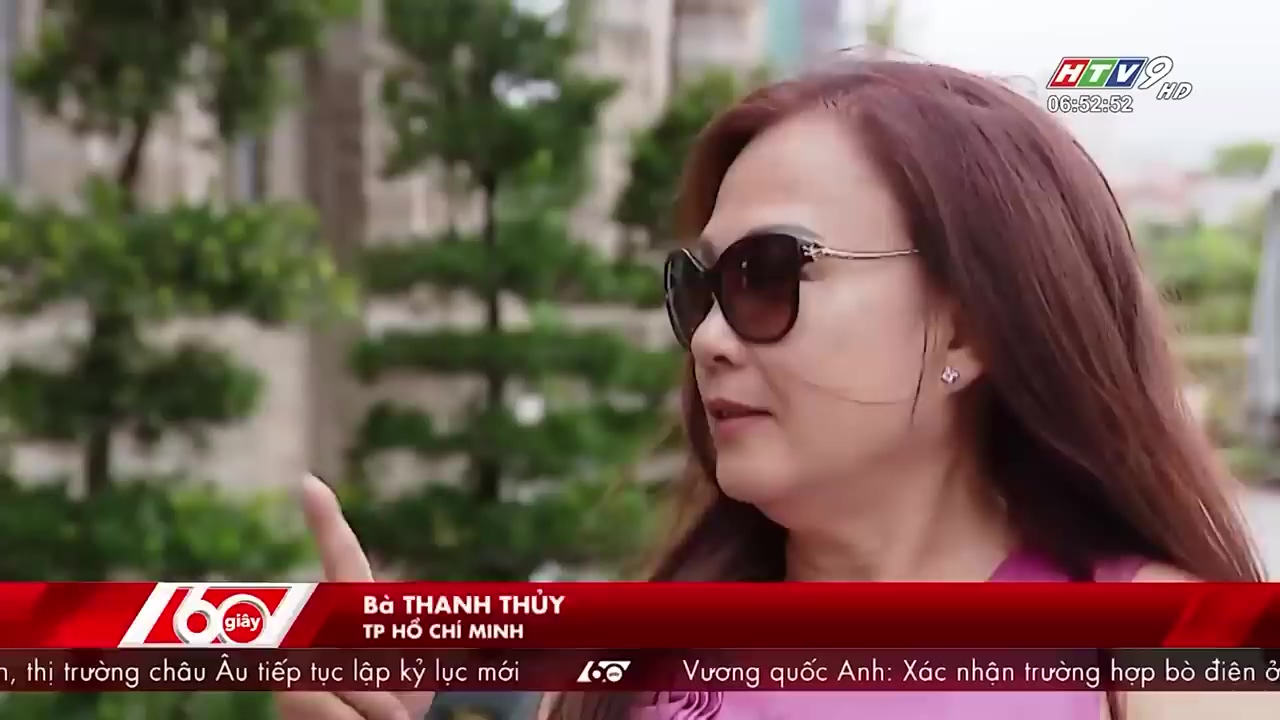 HTV9 HD
06:52:52
60 giây
Bà THANH THỦY
TP HỒ CHÍ MINH
, thị trường châu Âu tiếp tục lập kỷ lục mới
60
Vương quốc Anh: Xác nhận trường hợp bò điên ở